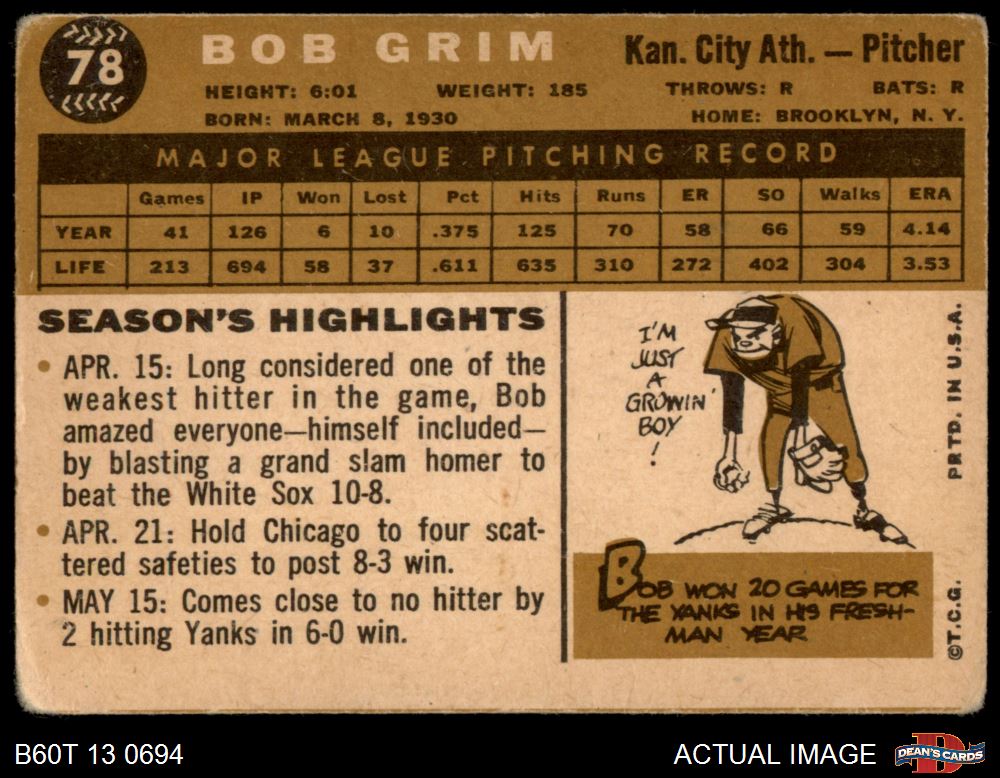 78
BOB GRIM
Kan. City Ath. — Pitcher
HEIGHT: 6:01 WEIGHT: 185 THROWS: R BATS: R
BORN: MARCH 8, 1930 HOME: BROOKLYN, N. Y.
MAJOR LEAGUE PITCHING RECORD
Games IP Won Lost Pct Hits Runs ER SO Walks ERA
YEAR 41 126 6 10 .375 125 70 58 66 59 4.14
LIFE 213 694 58 37 .611 635 310 272 402 304 3.53
SEASON'S HIGHLIGHTS
• APR. 15: Long considered one of the
weakest hitter in the game, Bob
amazed everyone—himself included—
by blasting a grand slam homer to
beat the White Sox 10-8.
• APR. 21: Hold Chicago to four scat-
tered safeties to post 8-3 win.
• MAY 15: Comes close to no hitter by
2 hitting Yanks in 6-0 win.
I'M
JUST
A
GROWIN'
BOY
!
BOB WON 20 GAMES FOR
THE YANKS IN HIS FRESH-
MAN YEAR
©T.C.G. PRTD. IN U.S.A.
B60T 13 0694
ACTUAL IMAGE
DEAN'S CARDS